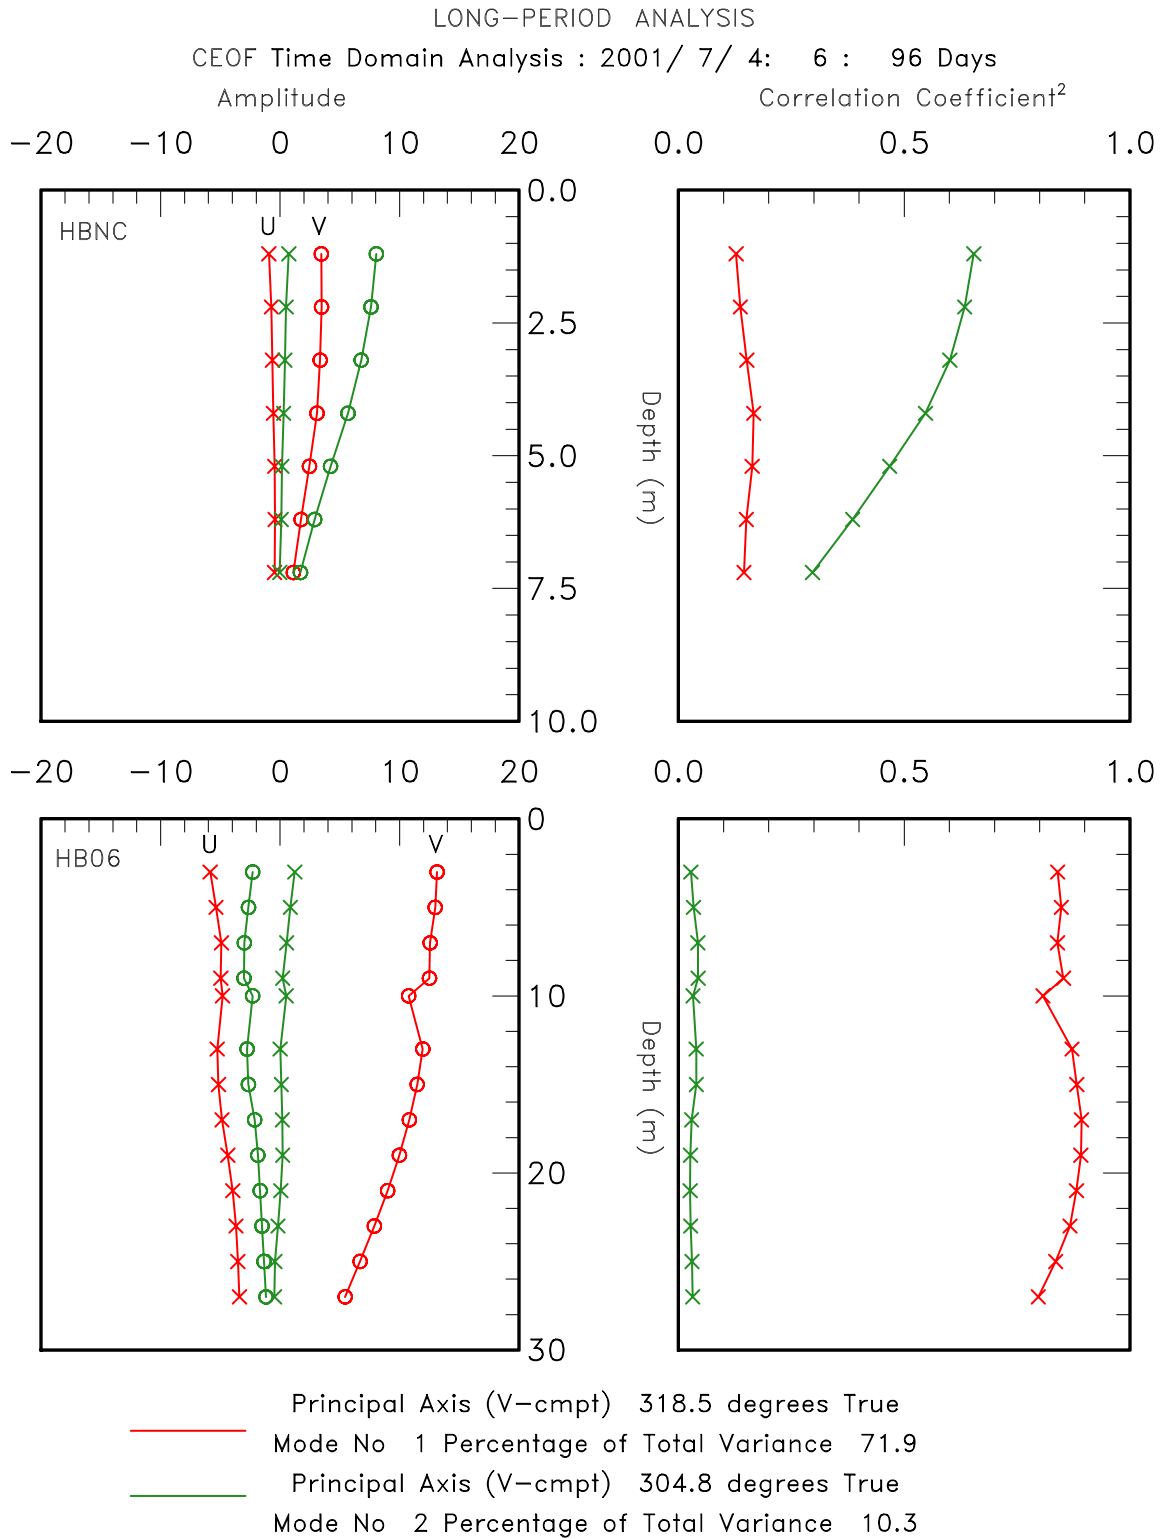 LONG-PERIOD ANALYSIS
CEOF Time Domain Analysis : 2001/ 7/ 4: 6 : 96 Days
Amplitude Correlation Coefficient²
-20 -10 0 10 20 0.0 0.5 1.0
0.0
U V
HBNC
2.5
Depth (m)
5.0
7.5
10.0
-20 -10 0 10 20 0.0 0.5 1.0
0
U V
HB06
10
Depth (m)
20
30
Principal Axis (V-cmpt) 318.5 degrees True
Mode No 1 Percentage of Total Variance 71.9
Principal Axis (V-cmpt) 304.8 degrees True
Mode No 2 Percentage of Total Variance 10.3